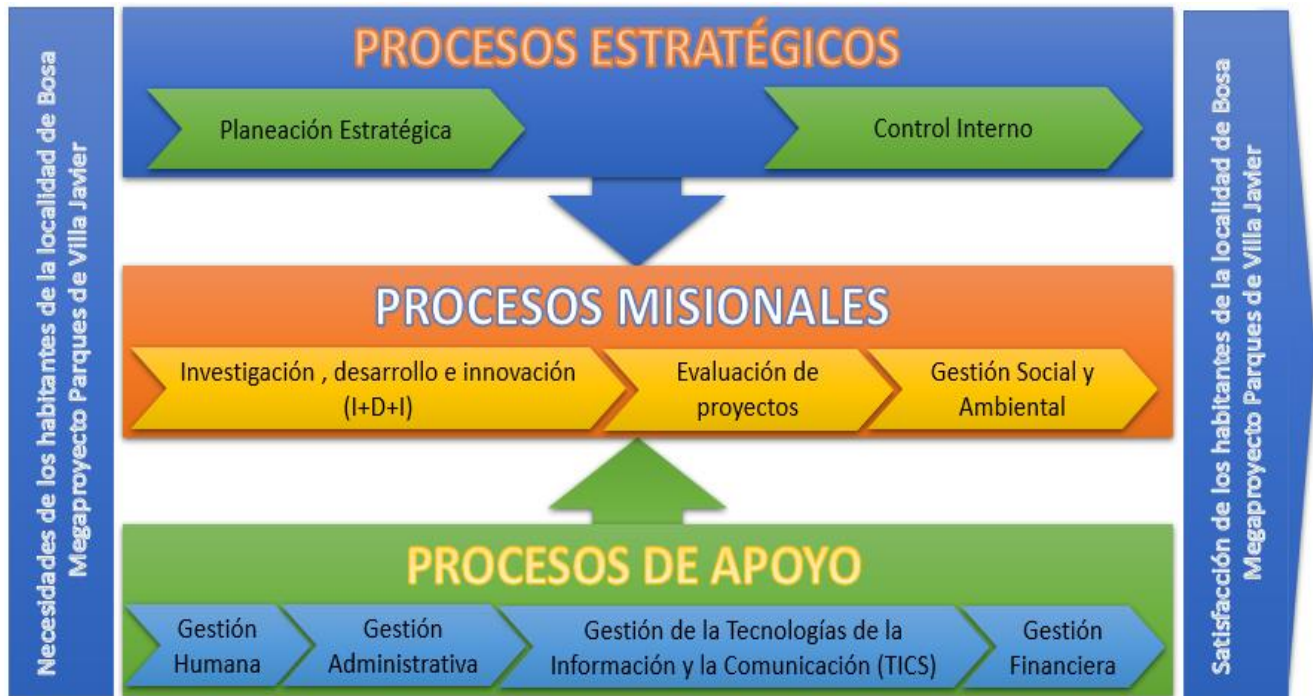 Necesidades de los habitantes de la localidad de Bosa
Megaproyecto Parques de Villa Javier
PROCESOS ESTRATÉGICOS
Planeación Estratégica
Control Interno
PROCESOS MISIONALES
Investigación , desarrollo e innovación
(I+D+I)
Evaluación de
proyectos
Gestión Social y
Ambiental
PROCESOS DE APOYO
Gestión
Humana
Gestión
Administrativa
Gestión de la Tecnologías de la
Información y la Comunicación (TICS)
Gestión
Financiera
Satisfacción de los habitantes de la localidad de Bosa
Megaproyecto Parques de Villa Javier